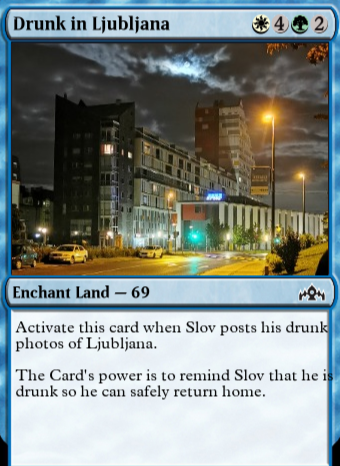 Drunk in Ljubljana 4 2
Enchant Land — 69
Activate this card when Slov posts his drunk
photos of Ljubljana.
The Card's power is to remind Slov that he is
drunk so he can safely return home.